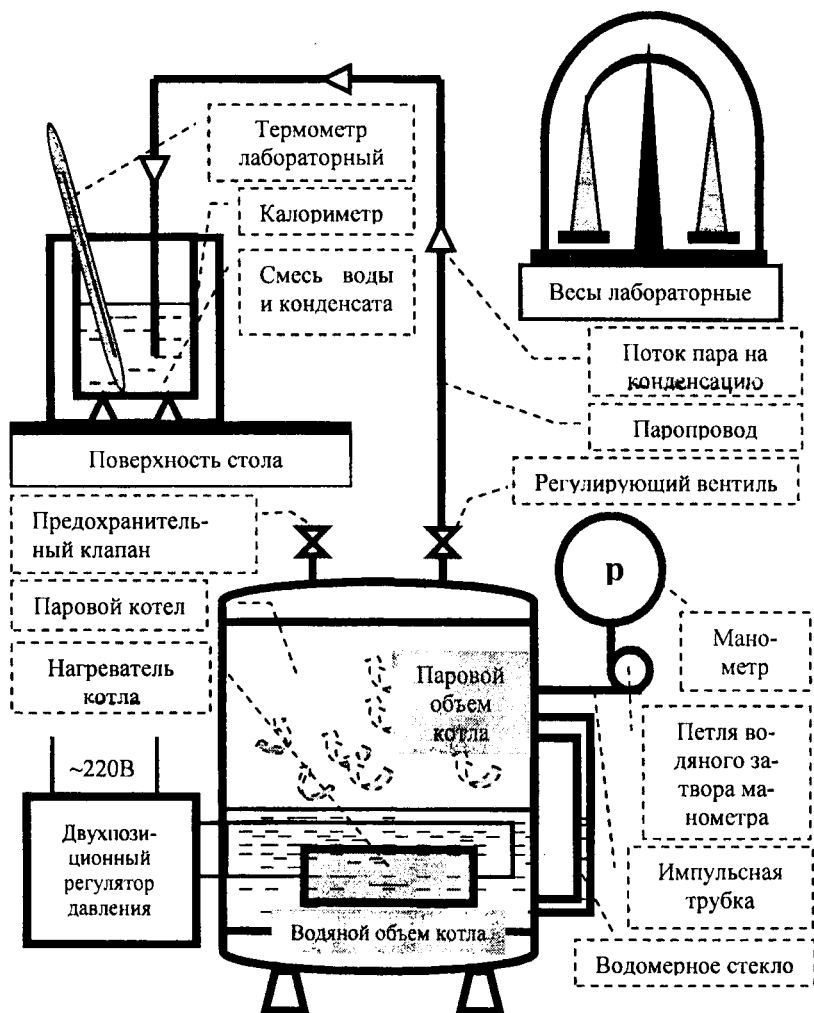 Термометр
лабораторный
Калориметр
Смесь воды
и конденсата
Весы лабораторные
Поток пара на
конденсацию
Паропровод
Поверхность стола
Регулирующий вентиль
Предохранитель-
ный клапан
Паровой котел
Нагреватель
котла
р
Мано-
метр
Паровой
объем
котла
Петля во-
дяного за-
твора ма-
нометра
~220В
Двухпози-
ционный
регулятор
давления
Импульсная
трубка
Водяной объем котла
Водомерное стекло